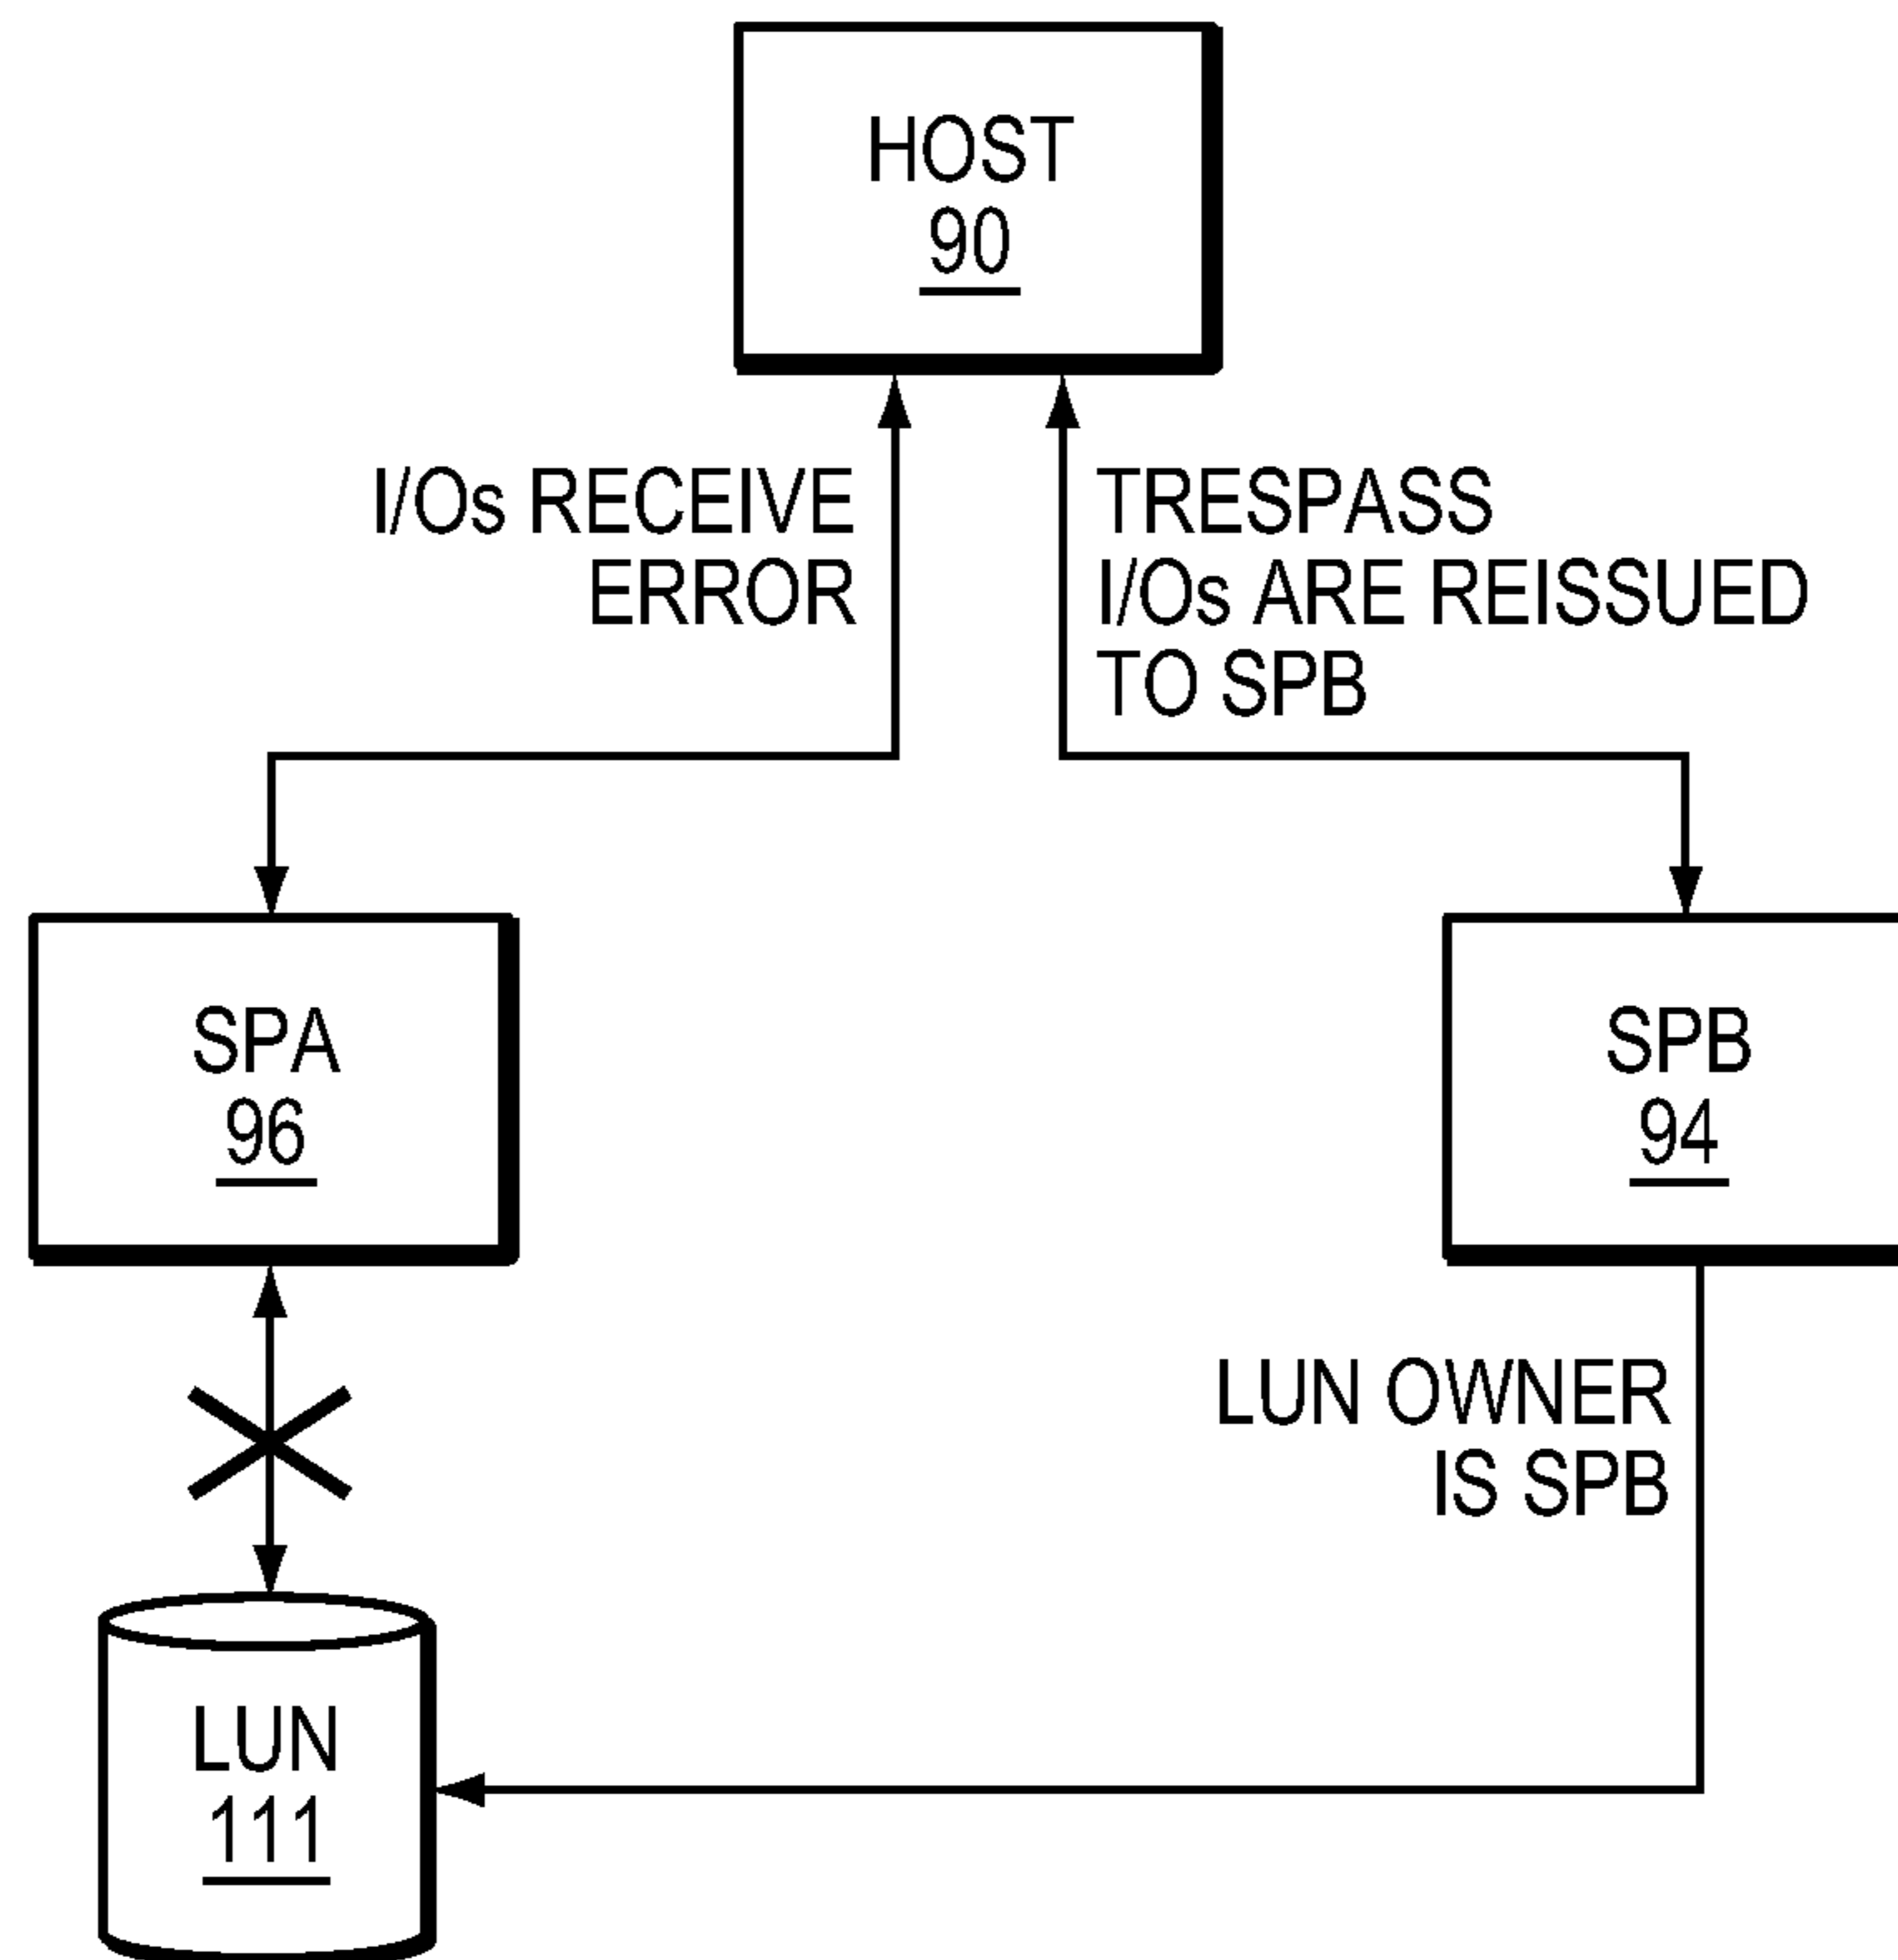 HOST
90
I/Os RECEIVE
ERROR
TRESPASS
I/Os ARE REISSUED
TO SPB
SPA
96
SPB
94
LUN OWNER
IS SPB
LUN
111